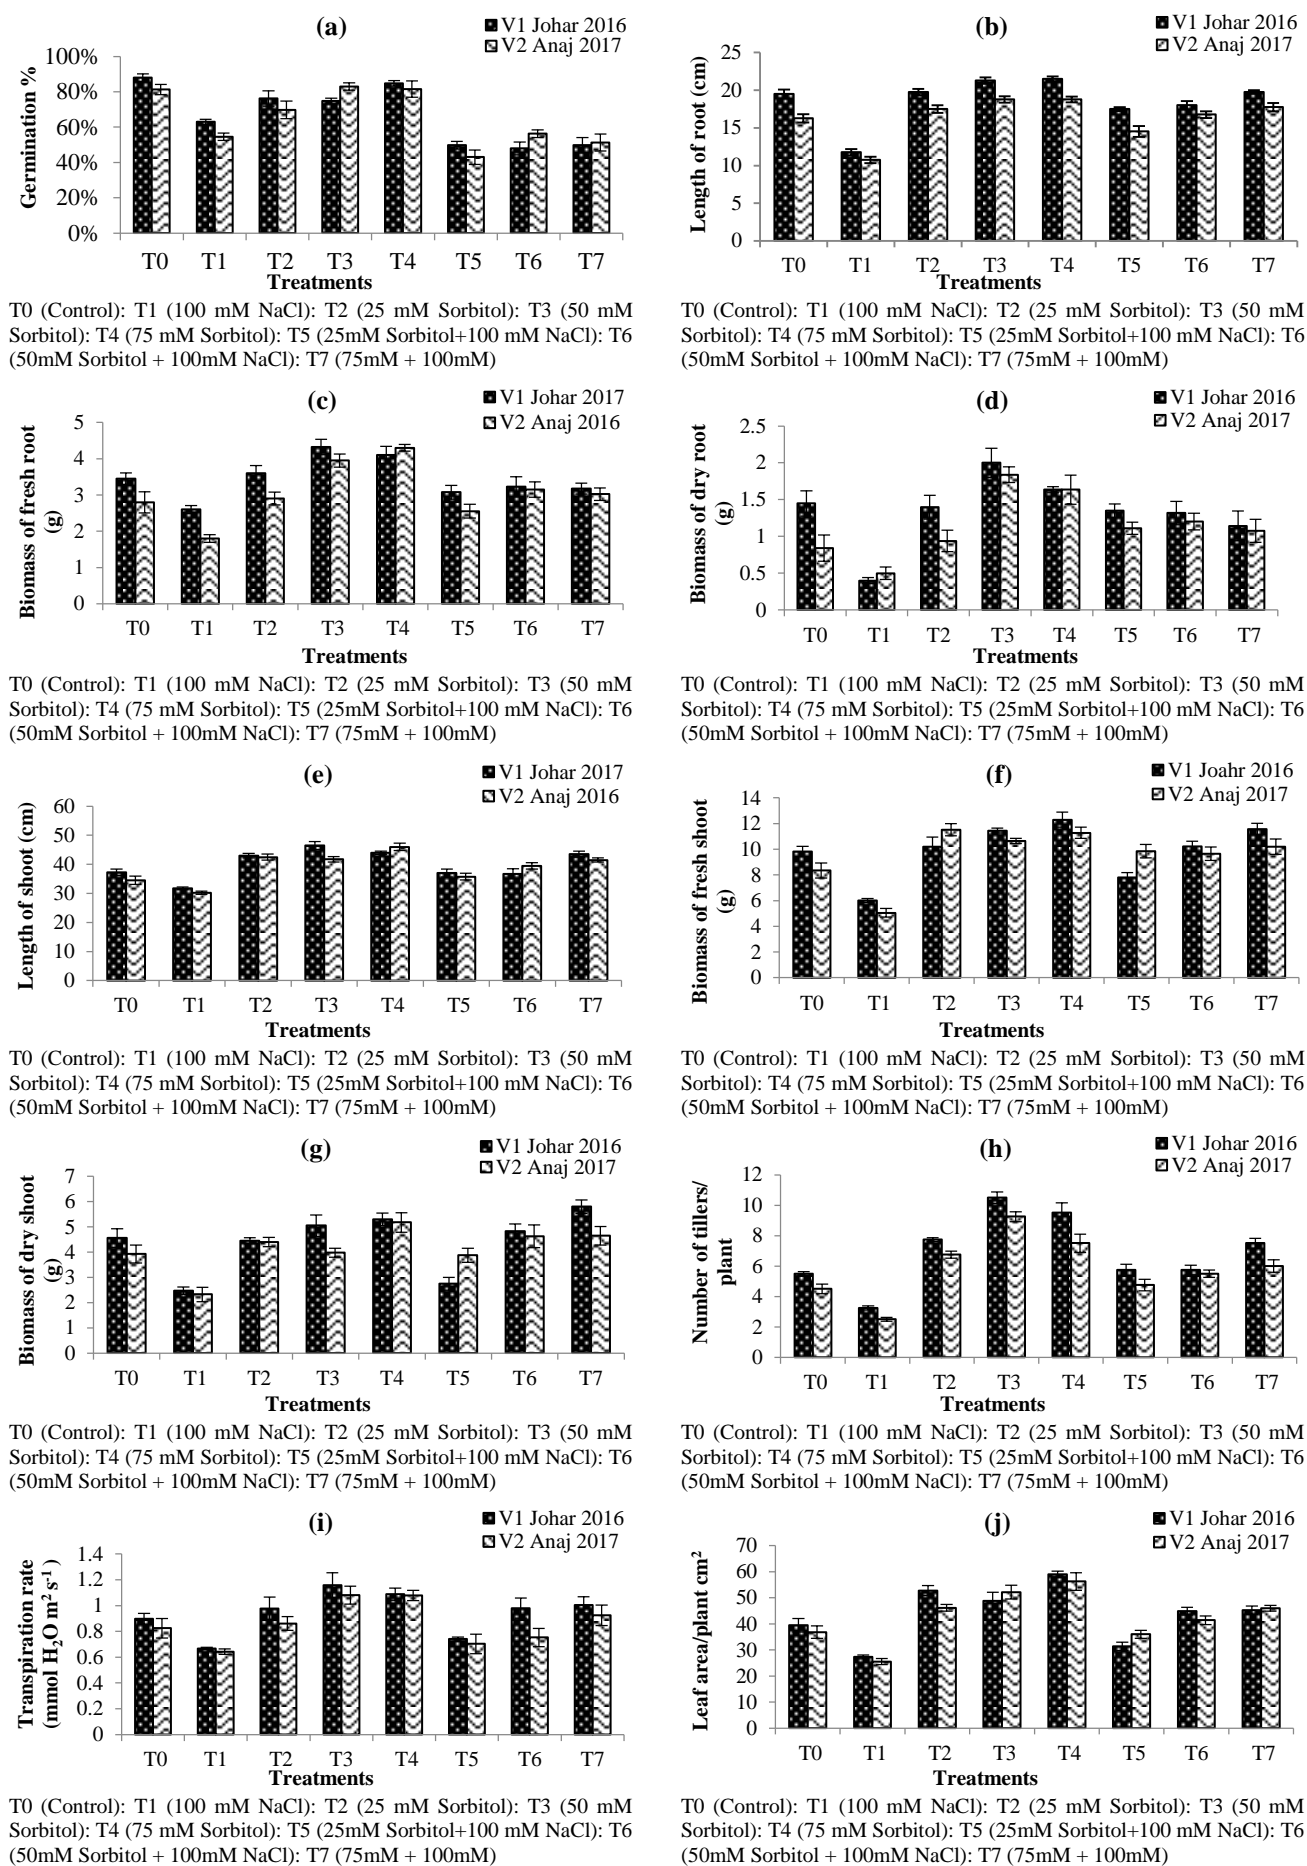 (a)
V1 Johar 2016
V2 Anaj 2017
Germination %
100%
80%
60%
40%
20%
0%
T0 T1 T2 T3 T4 T5 T6 T7
Treatments
T0 (Control): T1 (100 mM NaCl): T2 (25 mM Sorbitol): T3 (50 mM
Sorbitol): T4 (75 mM Sorbitol): T5 (25mM Sorbitol+100 mM NaCl): T6
(50mM Sorbitol + 100mM NaCl): T7 (75mM + 100mM)
(b)
V1 Johar 2016
V2 Anaj 2017
Length of root (cm)
25
20
15
10
5
0
T0 T1 T2 T3 T4 T5 T6 T7
Treatments
T0 (Control): T1 (100 mM NaCl): T2 (25 mM Sorbitol): T3 (50 mM
Sorbitol): T4 (75 mM Sorbitol): T5 (25mM Sorbitol+100 mM NaCl): T6
(50mM Sorbitol + 100mM NaCl): T7 (75mM + 100mM)
(c)
V1 Johar 2017
V2 Anaj 2016
Biomass of fresh root
(g)
5
4
3
2
1
0
T0 T1 T2 T3 T4 T5 T6 T7
Treatments
T0 (Control): T1 (100 mM NaCl): T2 (25 mM Sorbitol): T3 (50 mM
Sorbitol): T4 (75 mM Sorbitol): T5 (25mM Sorbitol+100 mM NaCl): T6
(50mM Sorbitol + 100mM NaCl): T7 (75mM + 100mM)
(d)
V1 Johar 2016
V2 Anaj 2017
Biomass of dry root
(g)
2.5
2
1.5
1
0.5
0
T0 T1 T2 T3 T4 T5 T6 T7
Treatments
T0 (Control): T1 (100 mM NaCl): T2 (25 mM Sorbitol): T3 (50 mM
Sorbitol): T4 (75 mM Sorbitol): T5 (25mM Sorbitol+100 mM NaCl): T6
(50mM Sorbitol + 100mM NaCl): T7 (75mM + 100mM)
(e)
V1 Johar 2017
V2 Anaj 2016
Length of shoot (cm)
60
50
40
30
20
10
0
T0 T1 T2 T3 T4 T5 T6 T7
Treatments
T0 (Control): T1 (100 mM NaCl): T2 (25 mM Sorbitol): T3 (50 mM
Sorbitol): T4 (75 mM Sorbitol): T5 (25mM Sorbitol+100 mM NaCl): T6
(50mM Sorbitol + 100mM NaCl): T7 (75mM + 100mM)
(f)
V1 Joahr 2016
V2 Anaj 2017
Biomass of fresh shoot
(g)
14
12
10
8
6
4
2
0
T0 T1 T2 T3 T4 T5 T6 T7
Treatments
T0 (Control): T1 (100 mM NaCl): T2 (25 mM Sorbitol): T3 (50 mM
Sorbitol): T4 (75 mM Sorbitol): T5 (25mM Sorbitol+100 mM NaCl): T6
(50mM Sorbitol + 100mM NaCl): T7 (75mM + 100mM)
(g)
V1 Johar 2016
V2 Anaj 2017
Biomass of dry shoot
(g)
7
6
5
4
3
2
1
0
T0 T1 T2 T3 T4 T5 T6 T7
Treatments
T0 (Control): T1 (100 mM NaCl): T2 (25 mM Sorbitol): T3 (50 mM
Sorbitol): T4 (75 mM Sorbitol): T5 (25mM Sorbitol+100 mM NaCl): T6
(50mM Sorbitol + 100mM NaCl): T7 (75mM + 100mM)
(h)
V1 Johar 2016
V2 Anaj 2017
Number of tillers/
plant
12
10
8
6
4
2
0
T0 T1 T2 T3 T4 T5 T6 T7
Treatments
T0 (Control): T1 (100 mM NaCl): T2 (25 mM Sorbitol): T3 (50 mM
Sorbitol): T4 (75 mM Sorbitol): T5 (25mM Sorbitol+100 mM NaCl): T6
(50mM Sorbitol + 100mM NaCl): T7 (75mM + 100mM)
(i)
V1 Johar 2016
V2 Anaj 2017
Transpiration rate
(mmol H₂O m² s⁻¹)
1.4
1.2
1
0.8
0.6
0.4
0.2
0
T0 T1 T2 T3 T4 T5 T6 T7
Treatments
T0 (Control): T1 (100 mM NaCl): T2 (25 mM Sorbitol): T3 (50 mM
Sorbitol): T4 (75 mM Sorbitol): T5 (25mM Sorbitol+100 mM NaCl): T6
(50mM Sorbitol + 100mM NaCl): T7 (75mM + 100mM)
(j)
V1 Johar 2016
V2 Anaj 2017
Leaf area/plant cm²
70
60
50
40
30
20
10
0
T0 T1 T2 T3 T4 T5 T6 T7
Treatments
T0 (Control): T1 (100 mM NaCl): T2 (25 mM Sorbitol): T3 (50 mM
Sorbitol): T4 (75 mM Sorbitol): T5 (25mM Sorbitol+100 mM NaCl): T6
(50mM Sorbitol + 100mM NaCl): T7 (75mM + 100mM)